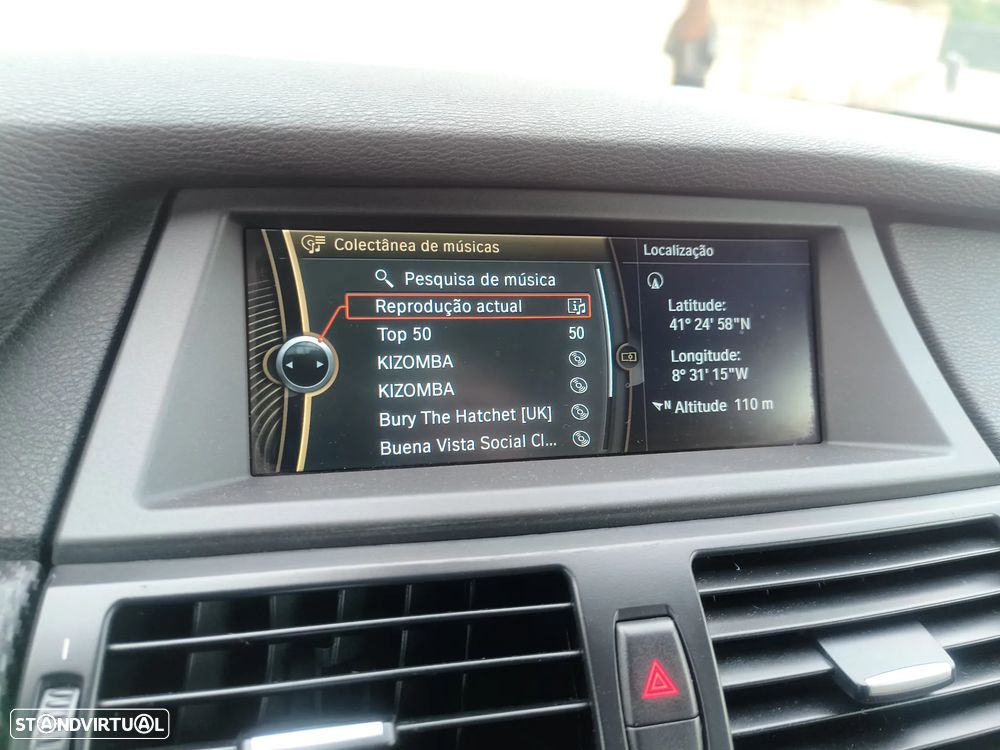 Colectânea de músicas
Pesquisa de música
Reprodução actual
Top 50 50
KIZOMBA
KIZOMBA
Bury The Hatchet [UK]
Buena Vista Social Cl...
Localização
Latitude:
41° 24' 58"N
Longitude:
8° 31' 15"W
N Altitude 110 m
STANDVIRTUAL